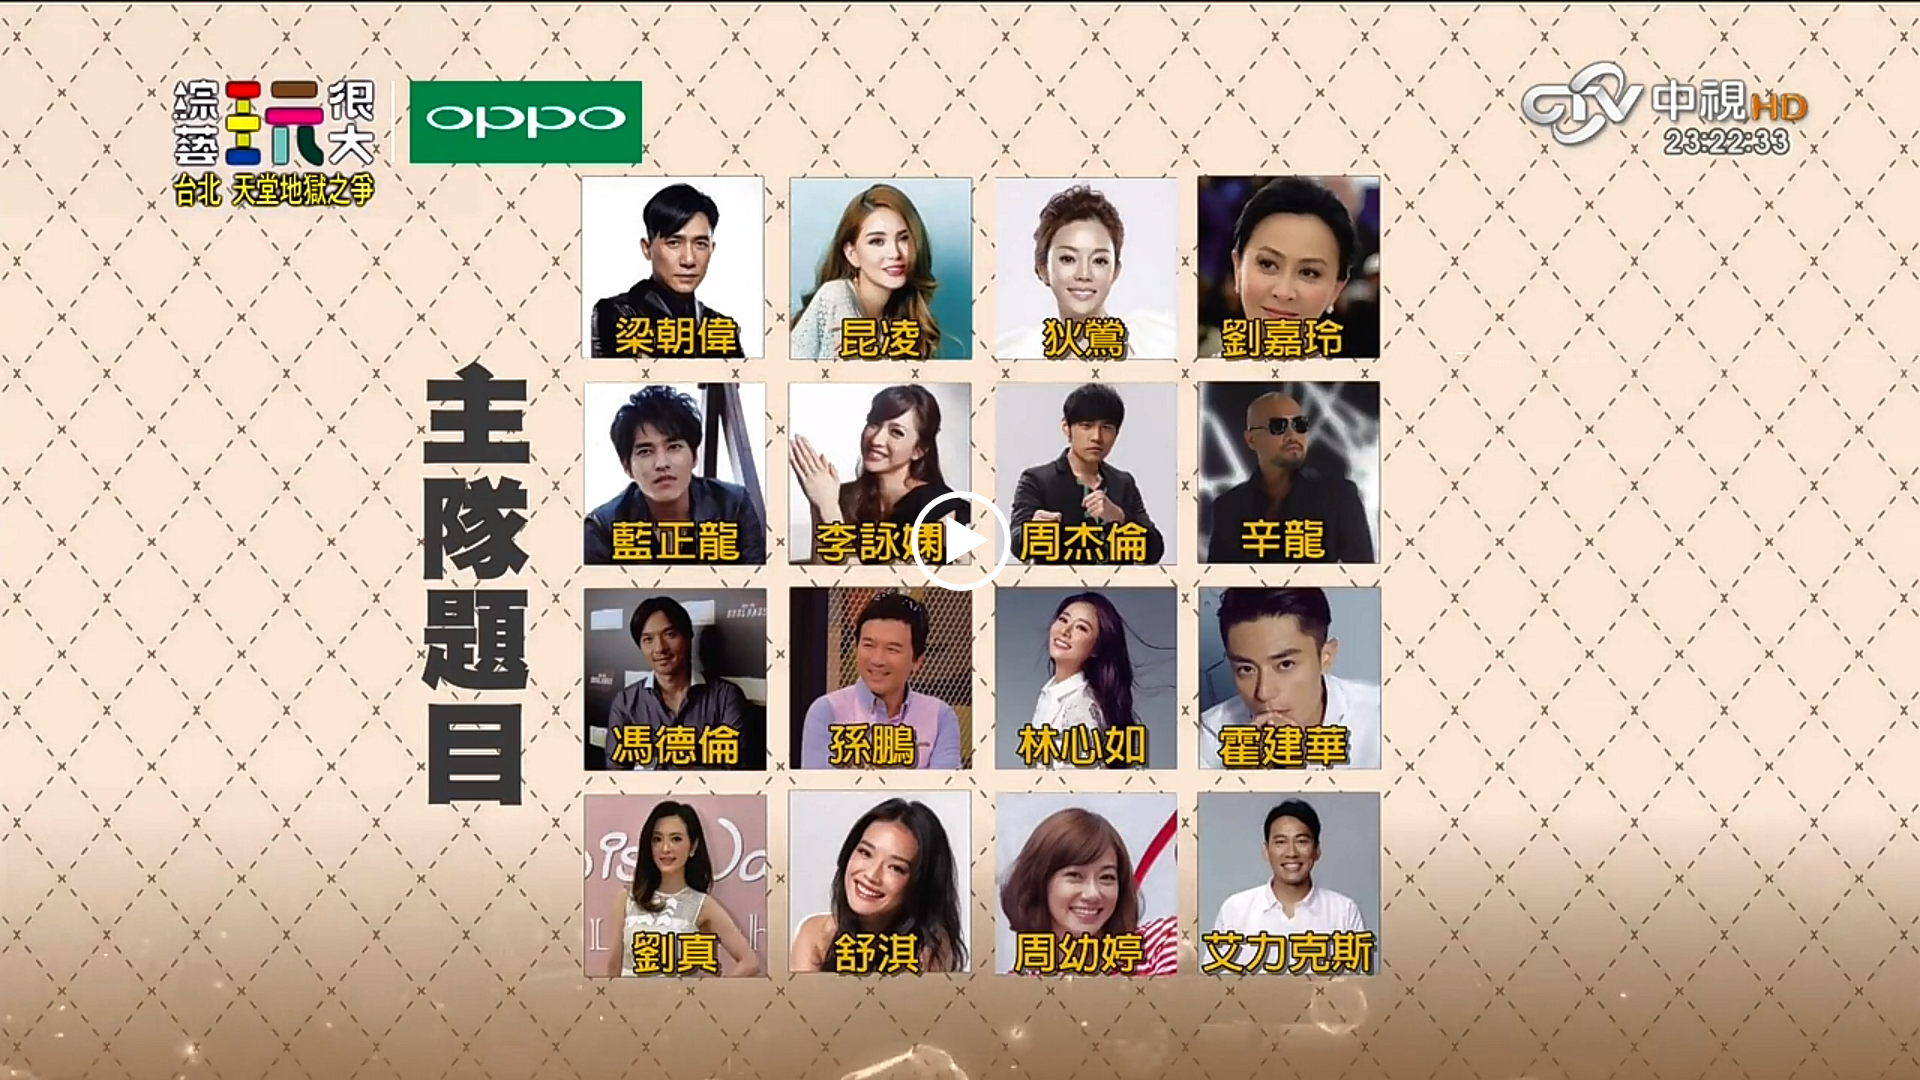 綜藝玩很大
oppo
CTV中視HD
23:22:33
台北 天堂地獄之爭
主隊題目
梁朝偉
昆凌
狄鶯
劉嘉玲
藍正龍
李詠嫻
周杰倫
辛龍
馮德倫
孫鵬
林心如
霍建華
劉真
舒淇
周幼婷
艾力克斯